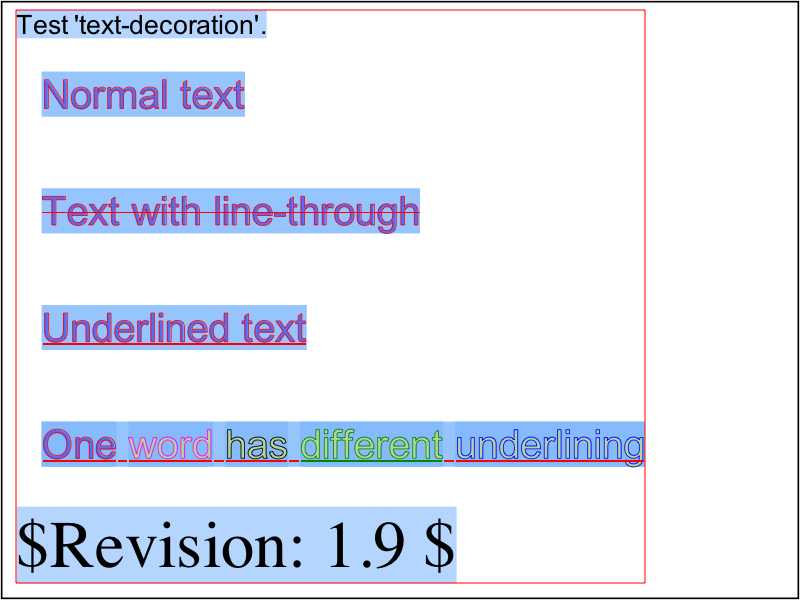 Test 'text-decoration'.
Normal text
Text with line-through
Underlined text
One word has different underlining
$Revision: 1.9 $